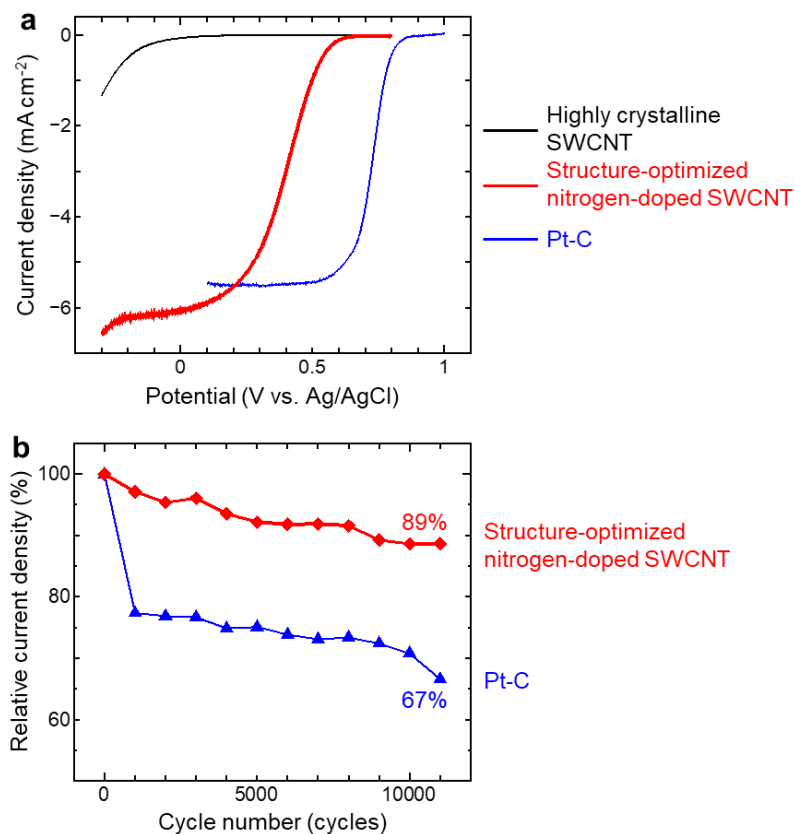 a
0
−2
−4
−6
Current density (mA cm⁻²)
0
0.5
1
Potential (V vs. Ag/AgCl)
Highly crystalline
SWCNT
Structure-optimized
nitrogen-doped SWCNT
Pt-C
b
100
80
60
Relative current density (%)
89%
67%
0
5000
10000
Cycle number (cycles)
Structure-optimized
nitrogen-doped SWCNT
Pt-C